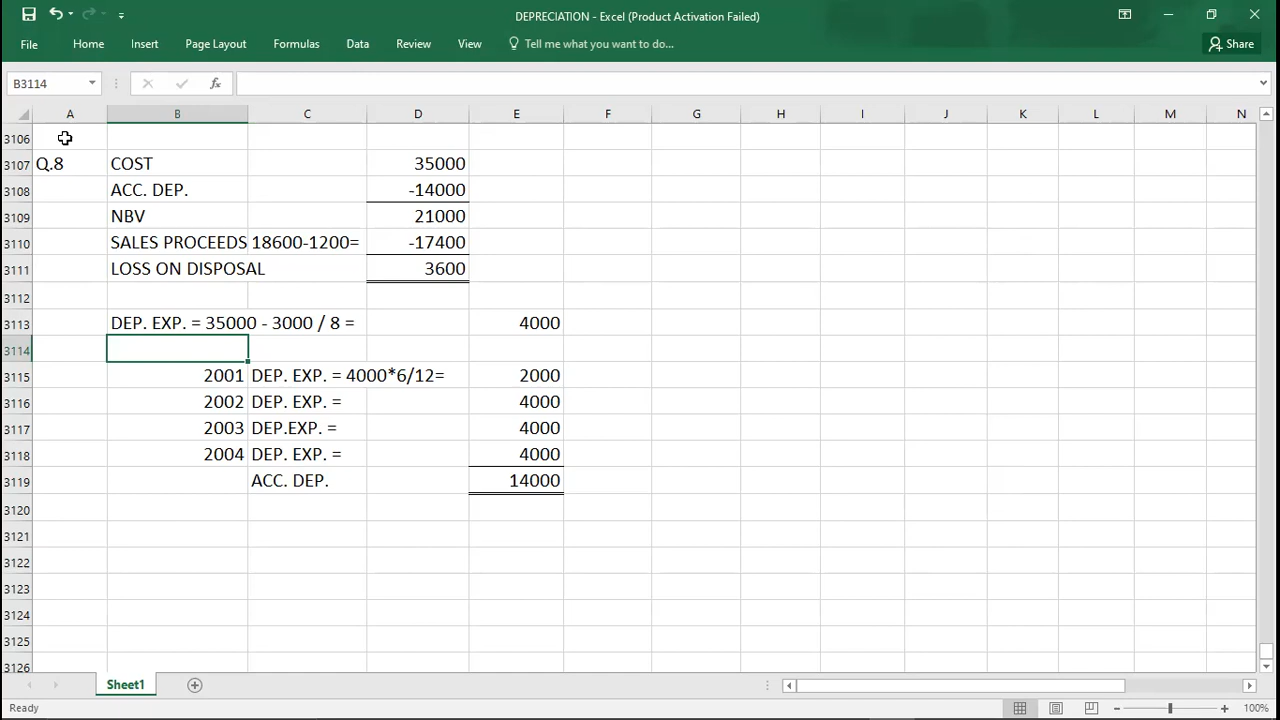 DEPRECIATION - Excel (Product Activation Failed)
File Home Insert Page Layout Formulas Data Review View Tell me what you want to do... Share
B3114 fx
A B C D E F G H I J K L M N
3106
3107 Q.8 COST 35000
3108 ACC. DEP. -14000
3109 NBV 21000
3110 SALES PROCEEDS 18600-1200= -17400
3111 LOSS ON DISPOSAL 3600
3112
3113 DEP. EXP. = 35000 - 3000 / 8 = 4000
3114
3115 2001 DEP. EXP. = 4000*6/12= 2000
3116 2002 DEP. EXP. = 4000
3117 2003 DEP.EXP. = 4000
3118 2004 DEP. EXP. = 4000
3119 ACC. DEP. 14000
3120
3121
3122
3123
3124
3125
3126
Sheet1
Ready 100%